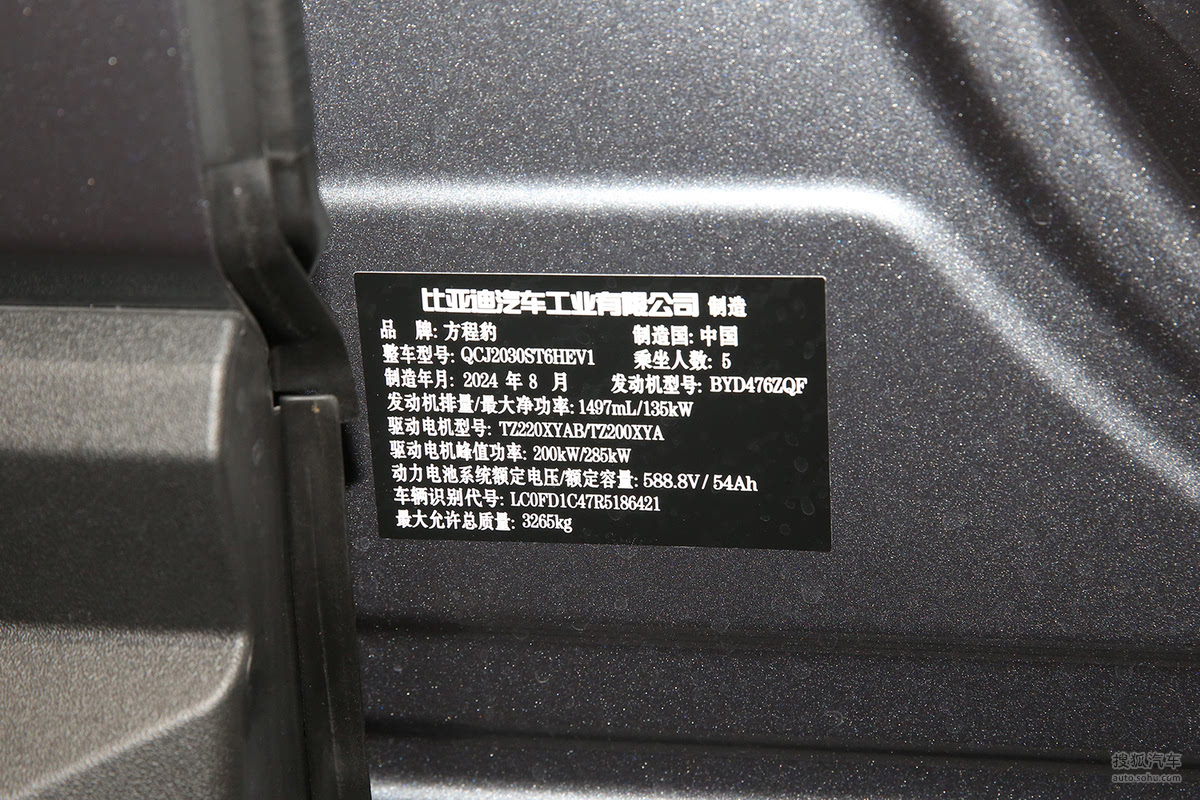 比亚迪汽车工业有限公司 制造
品 牌: 方程豹 制造国: 中国
整车型号: QCJ2030ST6HEV1 乘坐人数: 5
制造年月: 2024 年 8 月 发动机型号: BYD476ZQF
发动机排量/最大净功率: 1497mL/135kW
驱动电机型号: TZ220XYAB/TZ200XYA
驱动电机峰值功率: 200kW/285kW
动力电池系统额定电压/额定容量: 588.8V / 54Ah
车辆识别代号: LC0FD1C47R5186421
最大允许总质量: 3265kg
搜狐汽车
auto.sohu.com